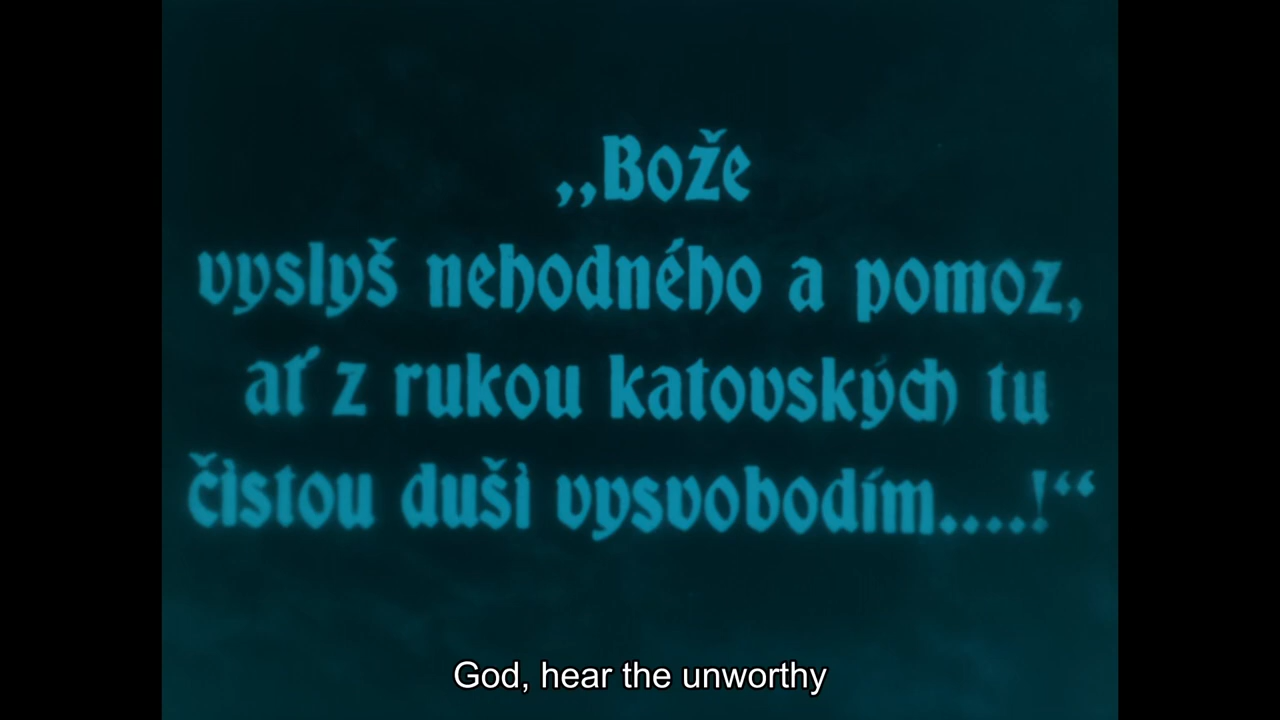 ,,Bože
vyslyš nehodného a pomoz,
ať z rukou katovských tu
čistou duši vysvobodím....!“
God, hear the unworthy